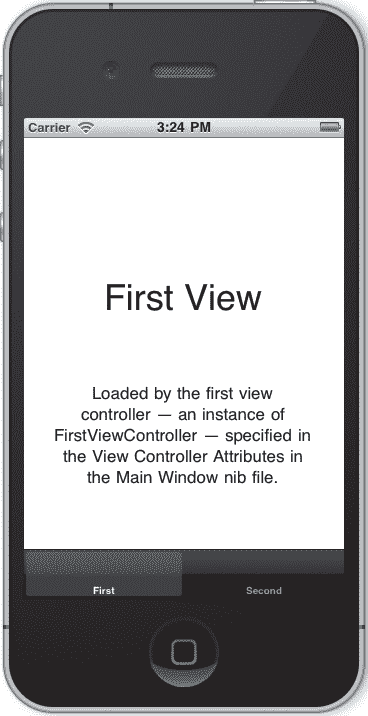 Carrier 3:24 PM
First View
Loaded by the first view
controller — an instance of
FirstViewController — specified in
the View Controller Attributes in
the Main Window nib file.
First Second